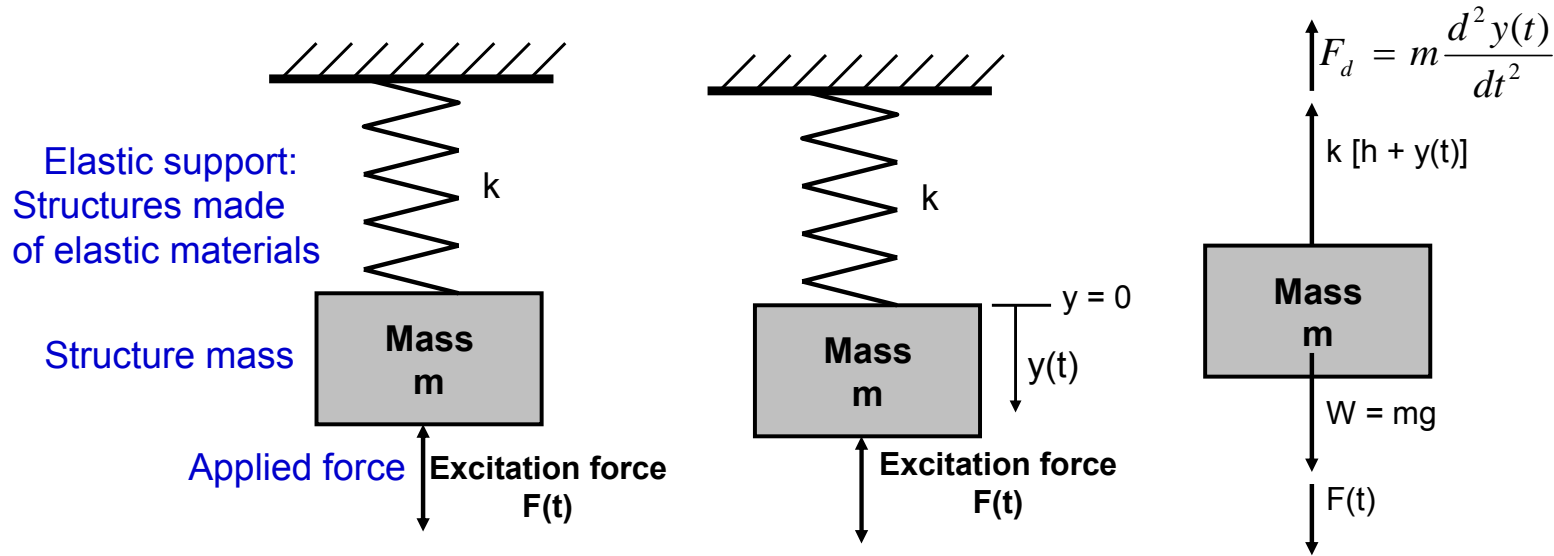 Elastic support:
Structures made
of elastic materials
k
Mass
m
Structure mass
Applied force
Excitation force
F(t)
k
y = 0
Mass
m
y(t)
Excitation force
F(t)
F_d = m d² y(t) / dt²
k [h + y(t)]
Mass
m
W = mg
F(t)